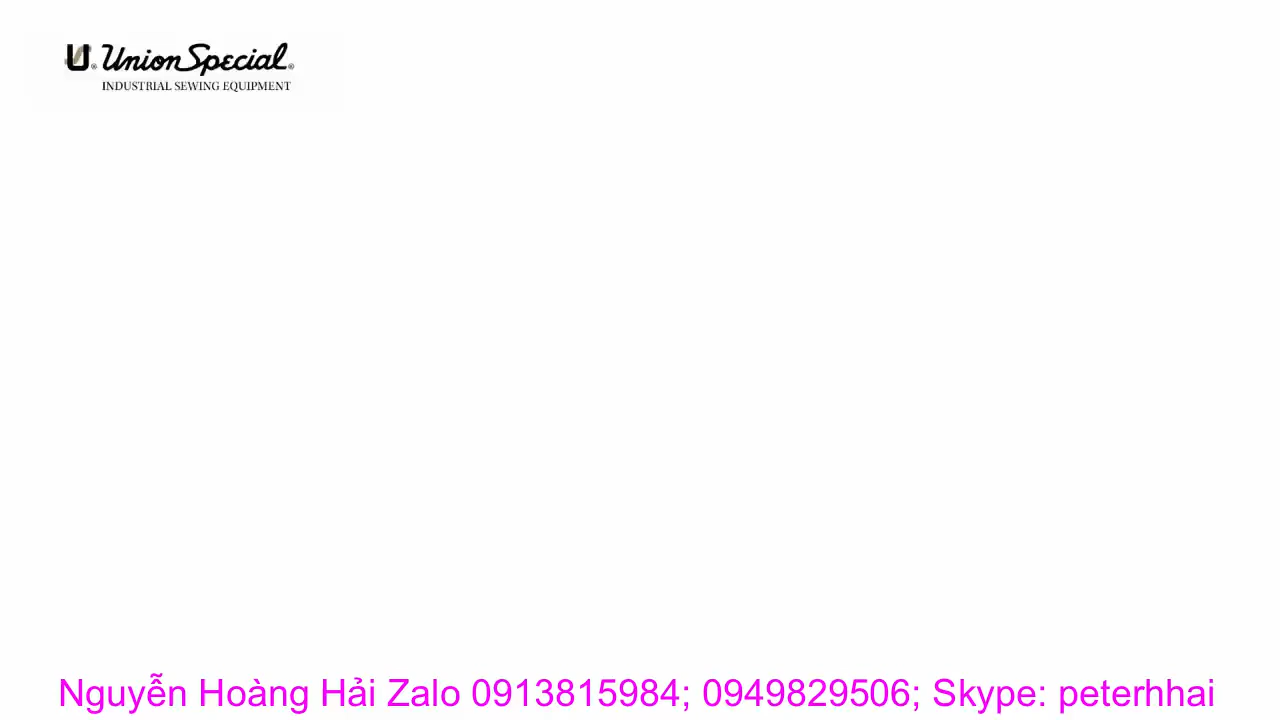 U® Union Special®
INDUSTRIAL SEWING EQUIPMENT
Nguyễn Hoàng Hải Zalo 0913815984; 0949829506; Skype: peterhhai